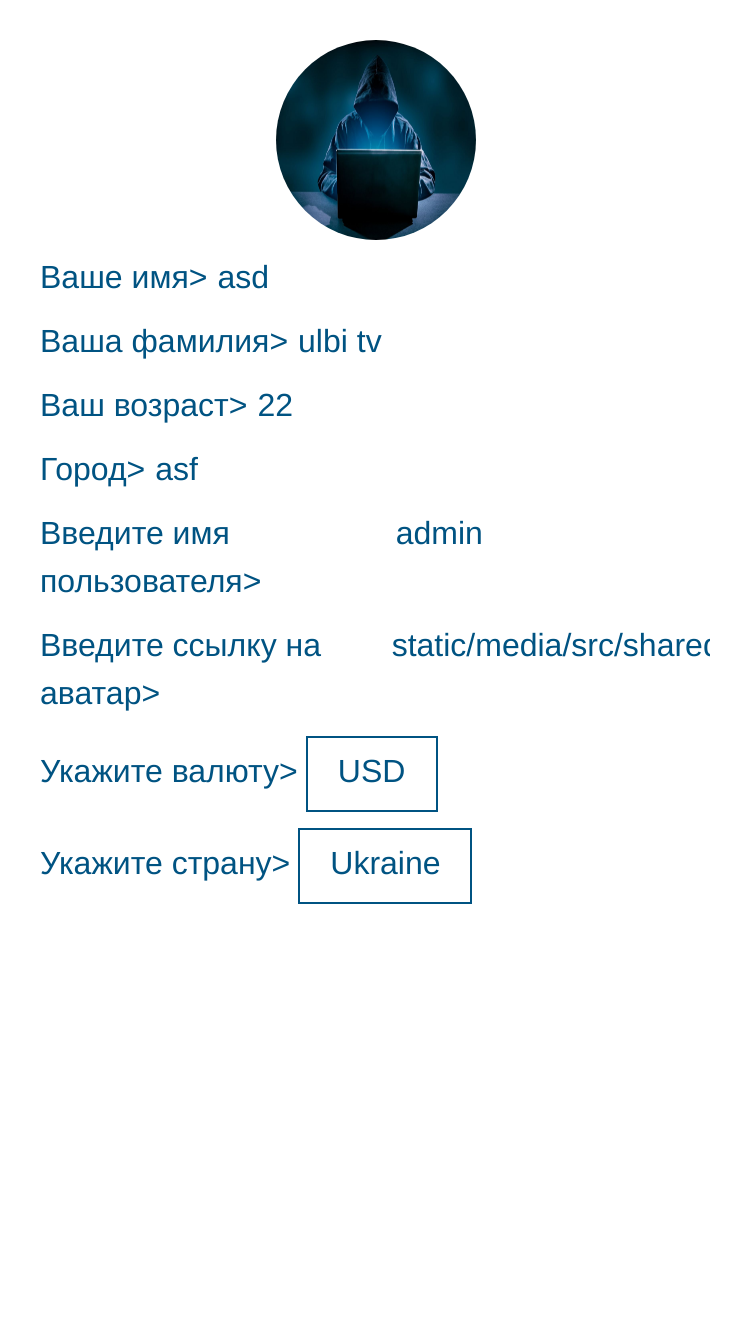 Ваше имя> asd
Ваша фамилия> ulbi tv
Ваш возраст> 22
Город> asf
Введите имя admin
пользователя>
Введите ссылку на static/media/src/shared
аватар>
Укажите валюту> USD
Укажите страну> Ukraine